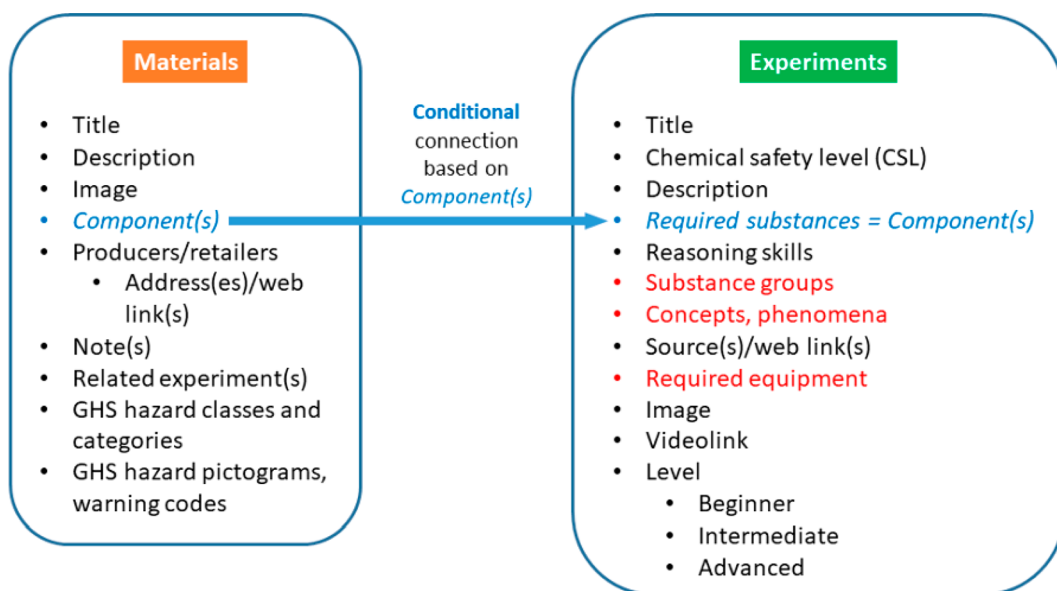 Materials
• Title
• Description
• Image
• Component(s)
• Producers/retailers
• Address(es)/web
link(s)
• Note(s)
• Related experiment(s)
• GHS hazard classes and
categories
• GHS hazard pictograms,
warning codes
Conditional
connection
based on
Component(s)
Experiments
• Title
• Chemical safety level (CSL)
• Description
• Required substances = Component(s)
• Reasoning skills
• Substance groups
• Concepts, phenomena
• Source(s)/web link(s)
• Required equipment
• Image
• Videolink
• Level
• Beginner
• Intermediate
• Advanced